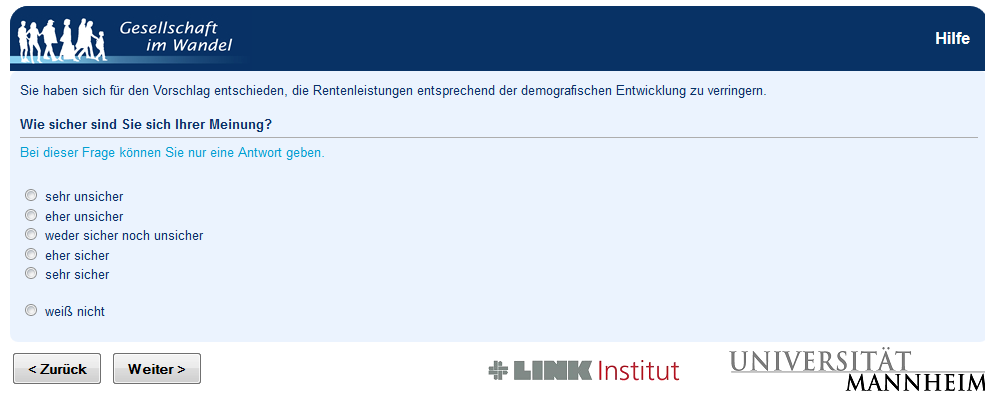 Gesellschaft
im Wandel
Hilfe
Sie haben sich für den Vorschlag entschieden, die Rentenleistungen entsprechend der demografischen Entwicklung zu verringern.
Wie sicher sind Sie sich Ihrer Meinung?
Bei dieser Frage können Sie nur eine Antwort geben.
sehr unsicher
eher unsicher
weder sicher noch unsicher
eher sicher
sehr sicher
weiß nicht
< Zurück
Weiter >
LINK Institut
UNIVERSITÄT
MANNHEIM